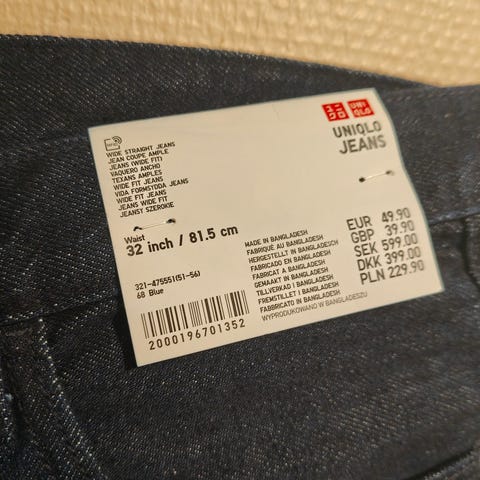 ユニ
クロ
UNI
QLO
UNIQLO
JEANS
WIDE STRAIGHT JEANS
JEAN COUPE AMPLE
JEANS (WIDE FIT)
VAQUERO ANCHO
TEXANS AMPLES
WIDE FIT JEANS
VIDA FORMSYDDA JEANS
WIDE FIT JEANS
JEANS WIDE FIT
JEANSY SZEROKIE
Waist
32 inch / 81.5 cm
321-475551(51-56)
68 Blue
2000196701352
MADE IN BANGLADESH
FABRIQUÉ AU BANGLADESH
HERGESTELLT IN BANGLADESCH
FABRICADO EN BANGLADESH
FABRICAT A BANGLADESH
GEMAAKT IN BANGLADESH
TILLVERKAD I BANGLADESH
FREMSTILLET I BANGLADESH
FABBRICATO IN BANGLADESH
WYPRODUKOWANO W BANGLADESZU
EUR 49.90
GBP 39.90
SEK 599.00
DKK 399.00
PLN 229.90